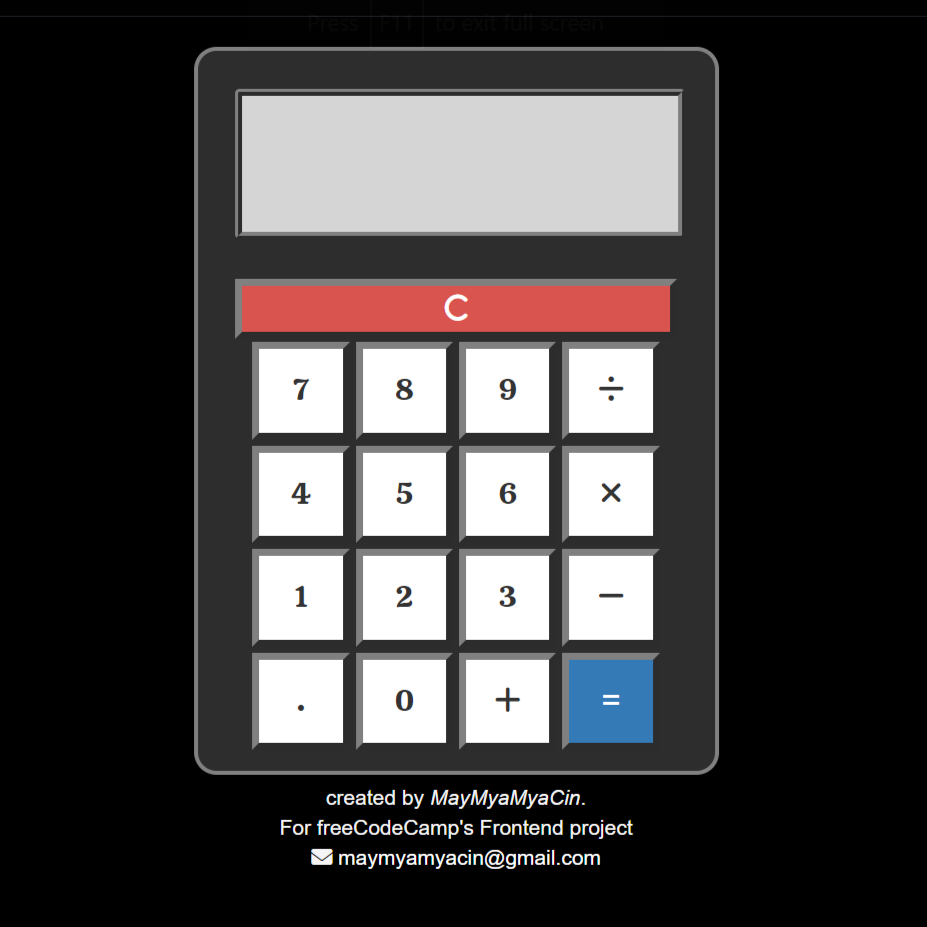 Press F11 to exit full screen
C
7 8 9 ÷
4 5 6 ×
1 2 3 −
. 0 + =
created by MayMyaMyaCin.
For freeCodeCamp's Frontend project
maymyamyacin@gmail.com